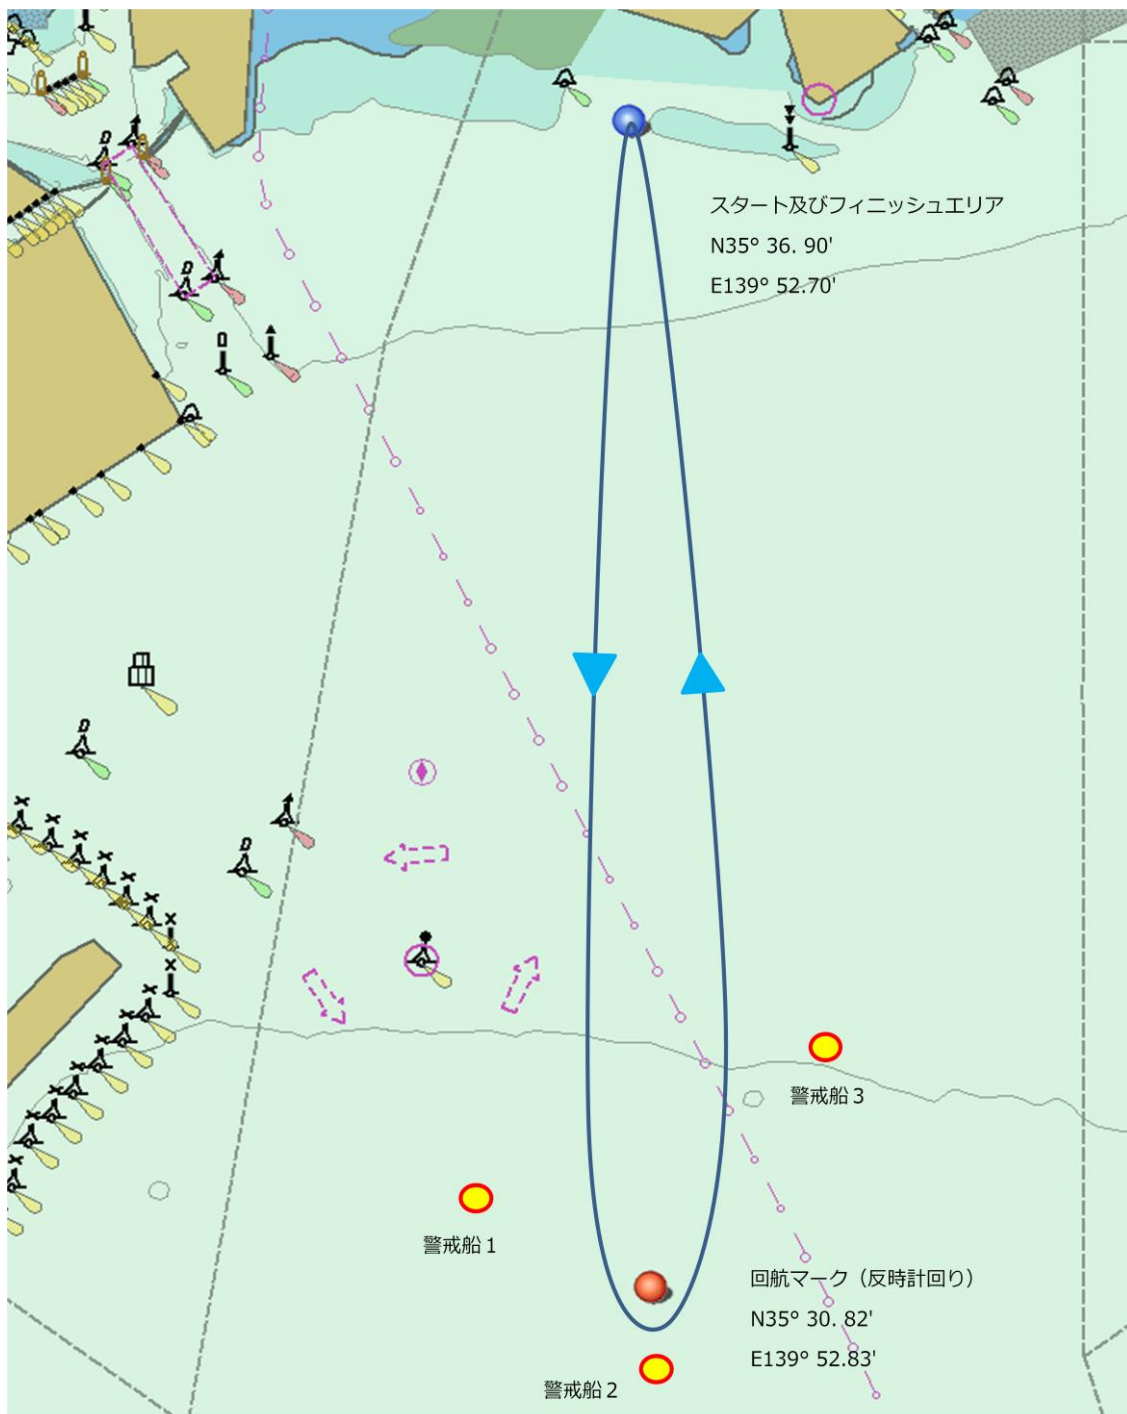 スタート及びフィニッシュエリア
N35° 36. 90'
E139° 52.70'
警戒船３
警戒船１
回航マーク（反時計回り）
N35° 30. 82'
E139° 52.83'
警戒船２